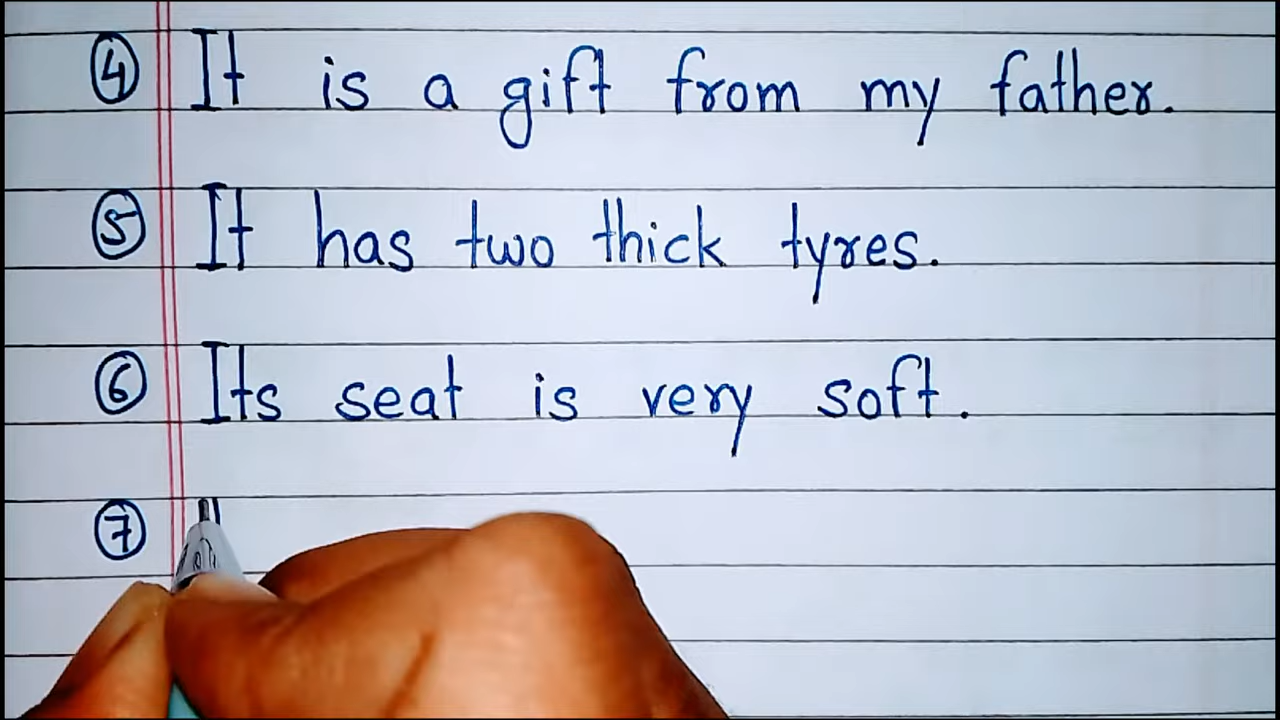 ④ It is a gift from my father.
⑤ It has two thick tyres.
⑥ Its seat is very soft.
⑦